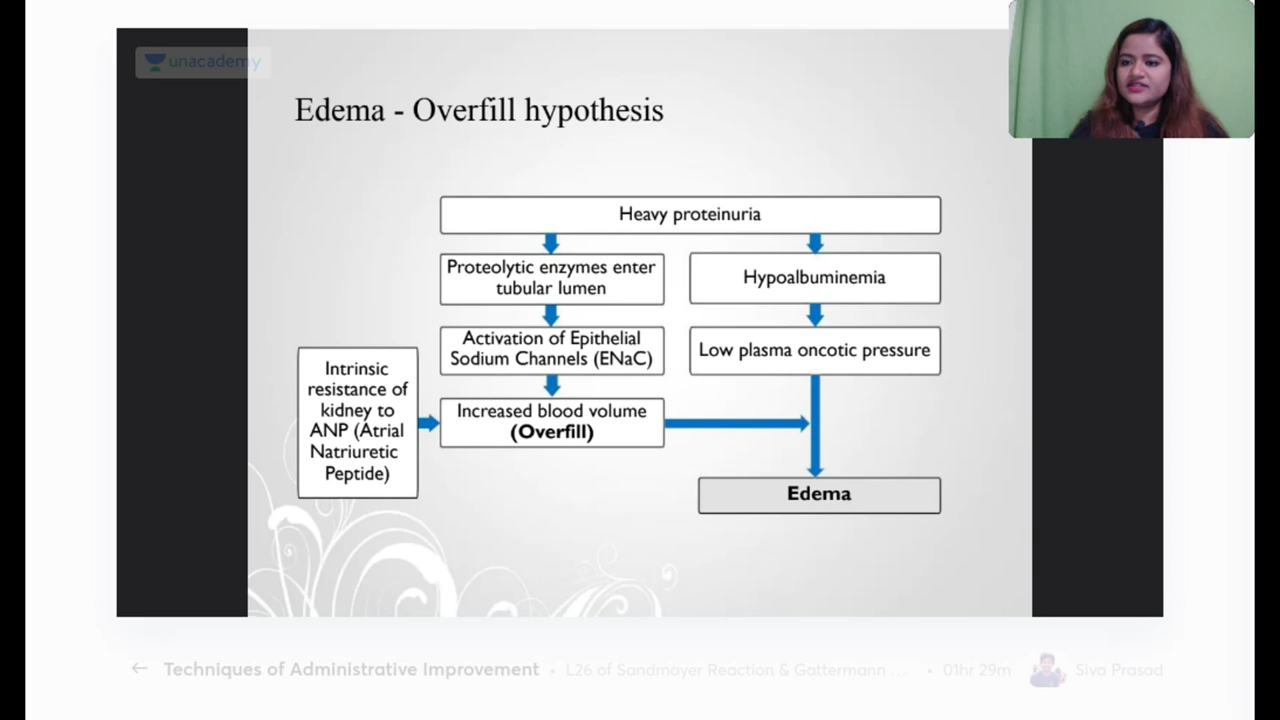 unacademy
Edema - Overfill hypothesis
Heavy proteinuria
Proteolytic enzymes enter
tubular lumen
Hypoalbuminemia
Activation of Epithelial
Sodium Channels (ENaC)
Low plasma oncotic pressure
Intrinsic
resistance of
kidney to
ANP (Atrial
Natriuretic
Peptide)
Increased blood volume
(Overfill)
Edema
Techniques of Administrative Improvement • L26 of Sandmayer Reaction & Gattermann ... • 01hr 29m Siva Prasad